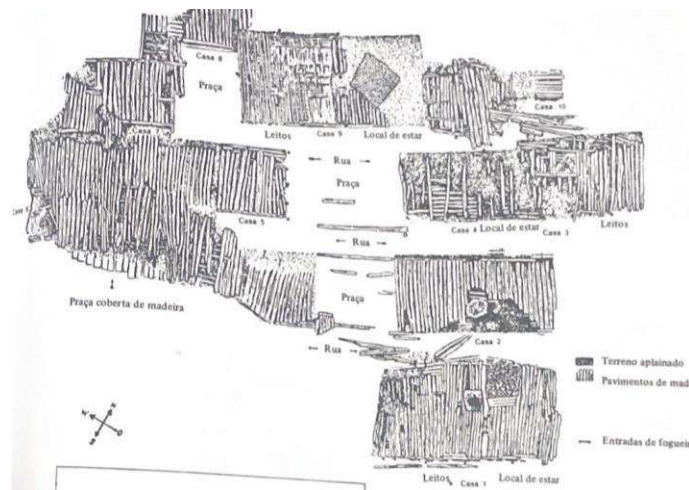 Casa 8
Praça
Leitos
Casa 9
Local de estar
Casa 10
Casa
Rua
Praça
Casa 5
Casa 4
Local de estar
Casa 3
Leitos
Rua
Praça
Praça coberta de madeira
Casa 2
Rua
Terreno aplainado
Pavimentos de mad
Entradas de foguei
Leitos
Casa 1
Local de estar